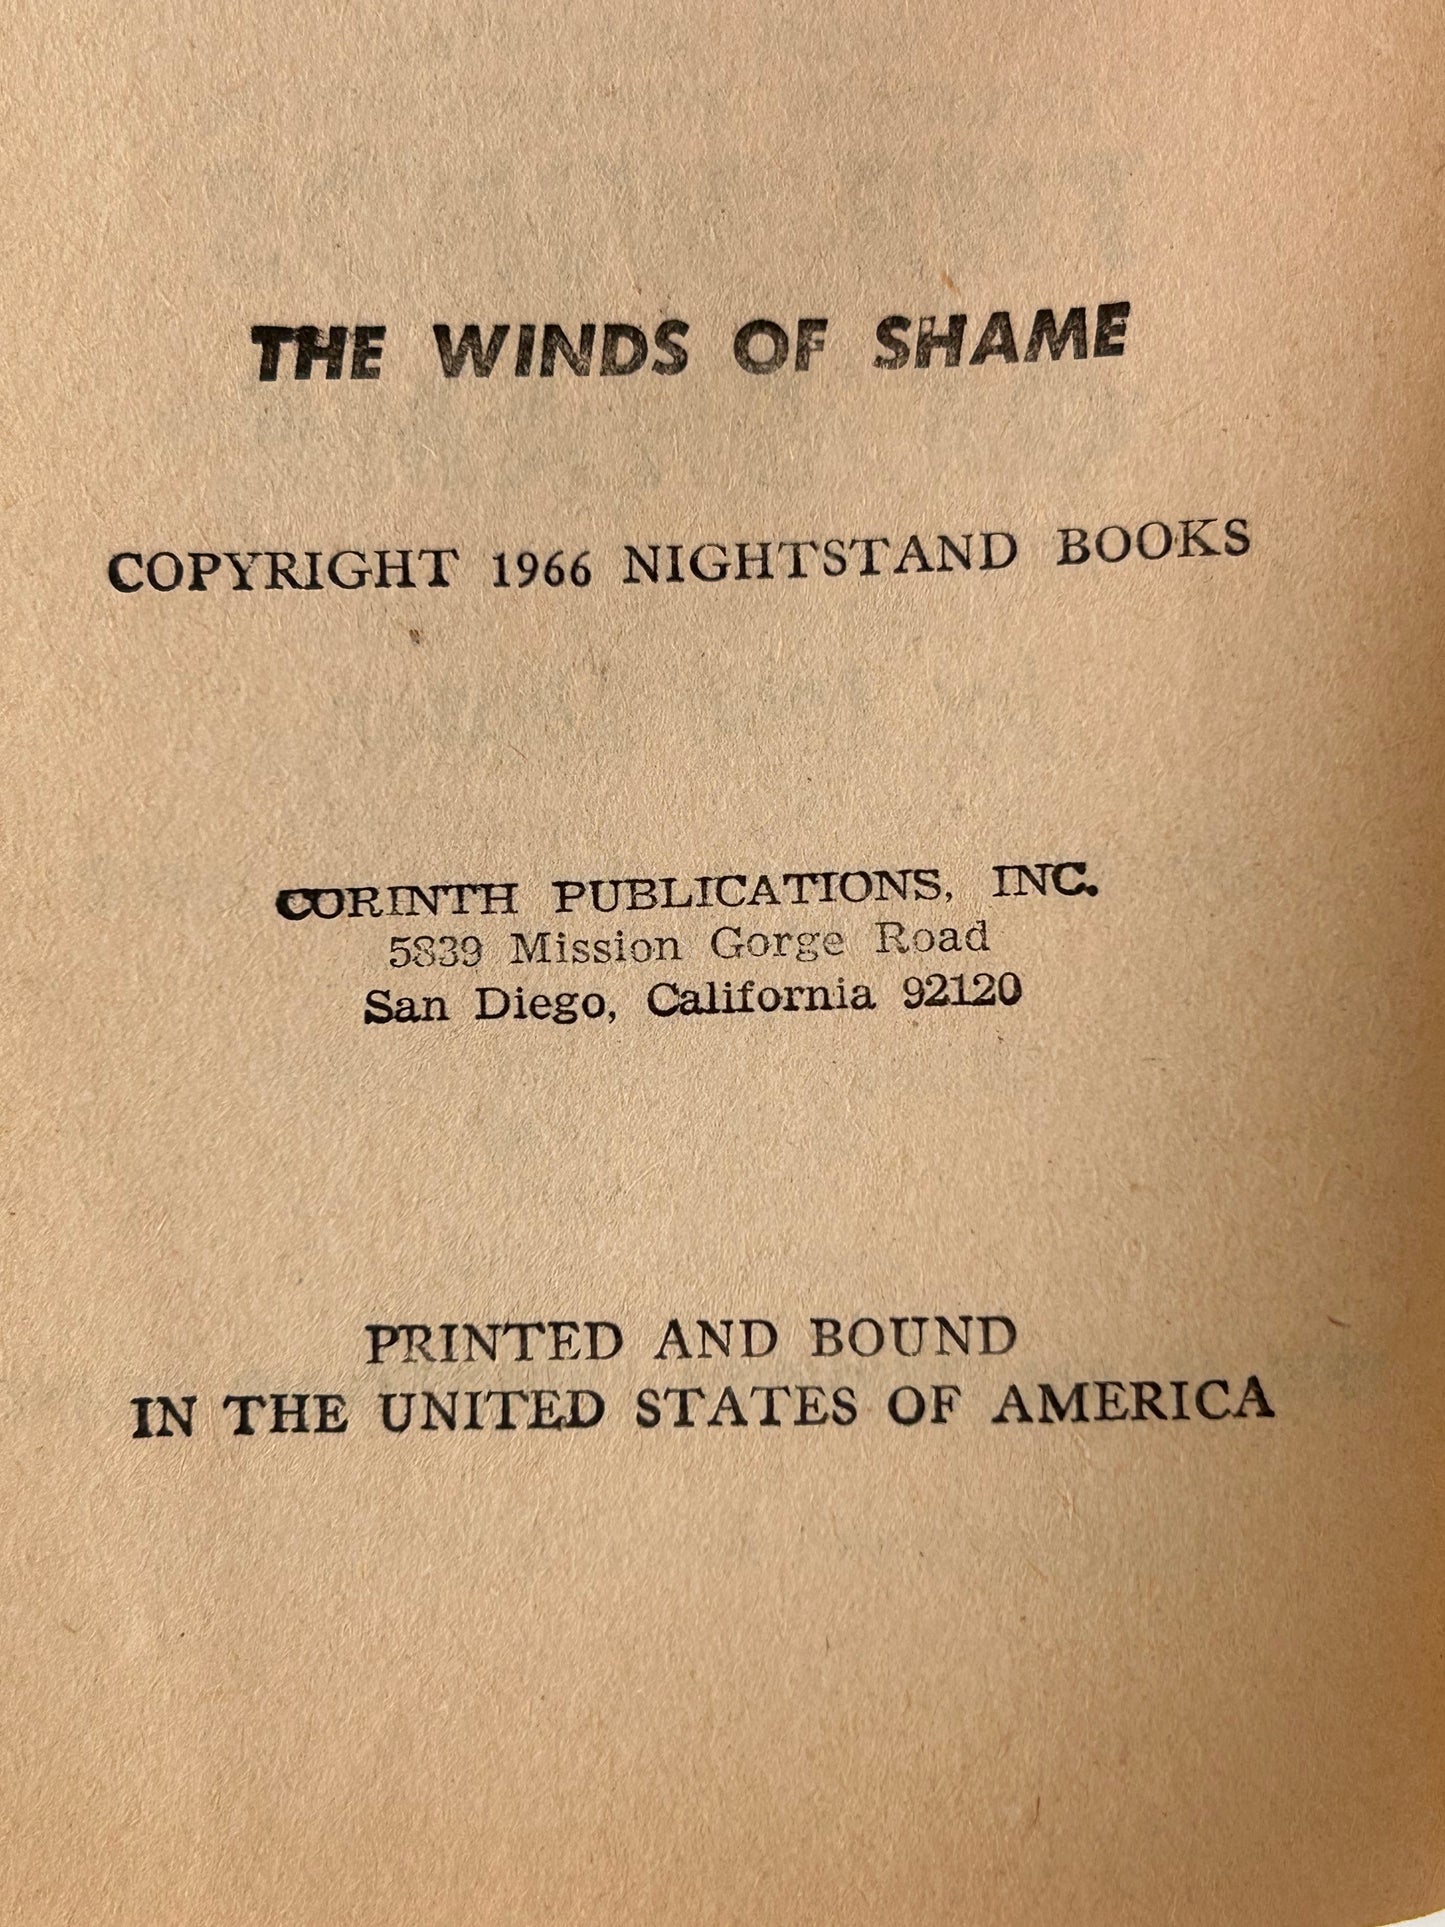 THE WINDS OF SHAME
COPYRIGHT 1966 NIGHTSTAND BOOKS
CORINTH PUBLICATIONS, INC.
5839 Mission Gorge Road
San Diego, California 92120
PRINTED AND BOUND
IN THE UNITED STATES OF AMERICA